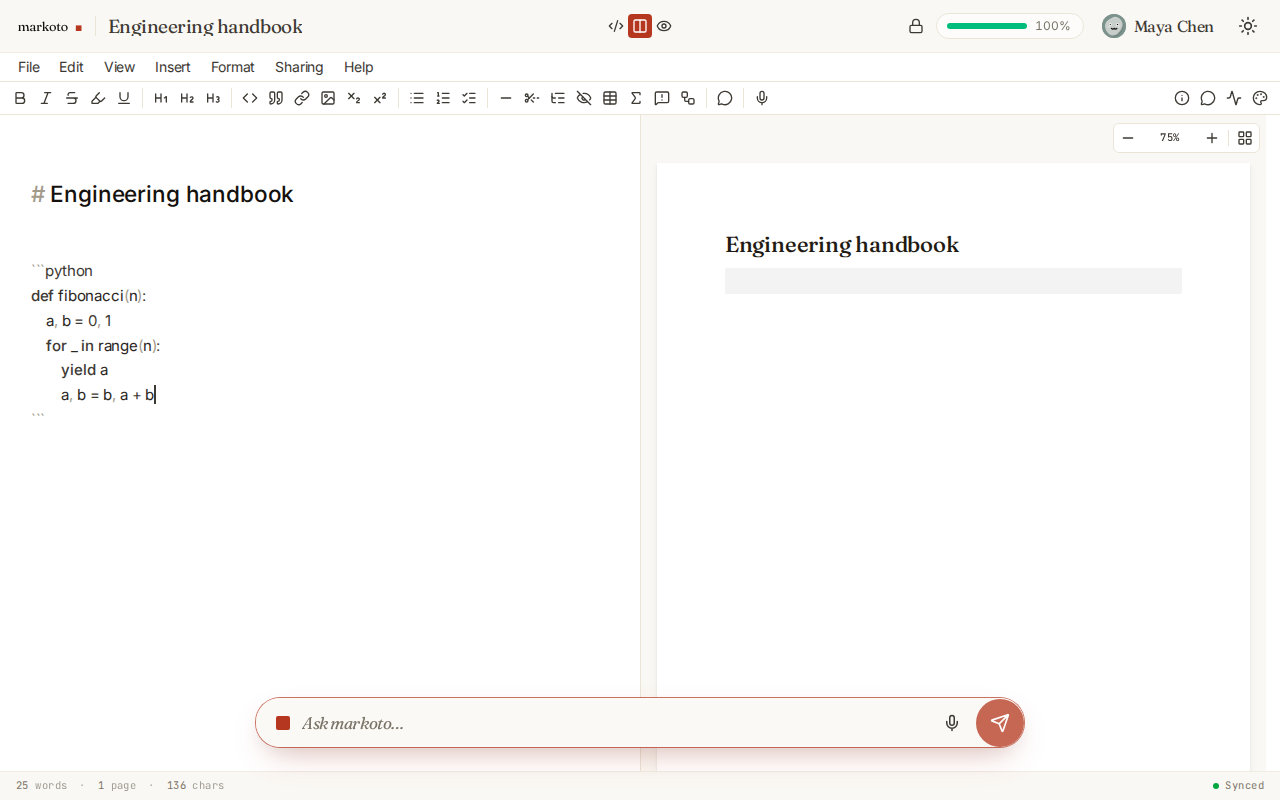 markoto
Engineering handbook
100%
Maya Chen
File Edit View Insert Format Sharing Help
H1 H2 H3
75%
# Engineering handbook
```python
def fibonacci(n):
    a, b = 0, 1
    for _ in range(n):
        yield a
        a, b = b, a + b
```
Engineering handbook
Ask markoto...
25 words · 1 page · 136 chars
Synced